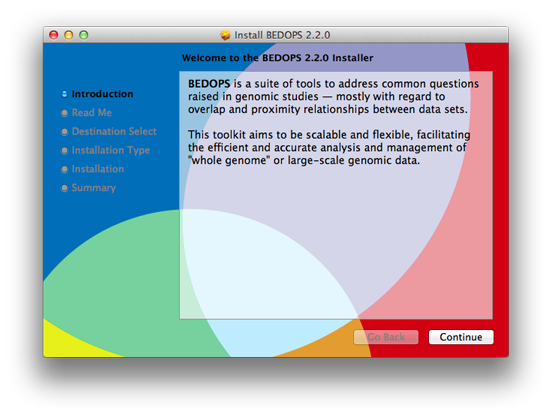 Install BEDOPS 2.2.0
Welcome to the BEDOPS 2.2.0 Installer
Introduction
Read Me
Destination Select
Installation Type
Installation
Summary
BEDOPS is a suite of tools to address common questions
raised in genomic studies — mostly with regard to
overlap and proximity relationships between data sets.
This toolkit aims to be scalable and flexible, facilitating
the efficient and accurate analysis and management of
"whole genome" or large-scale genomic data.
Go Back
Continue